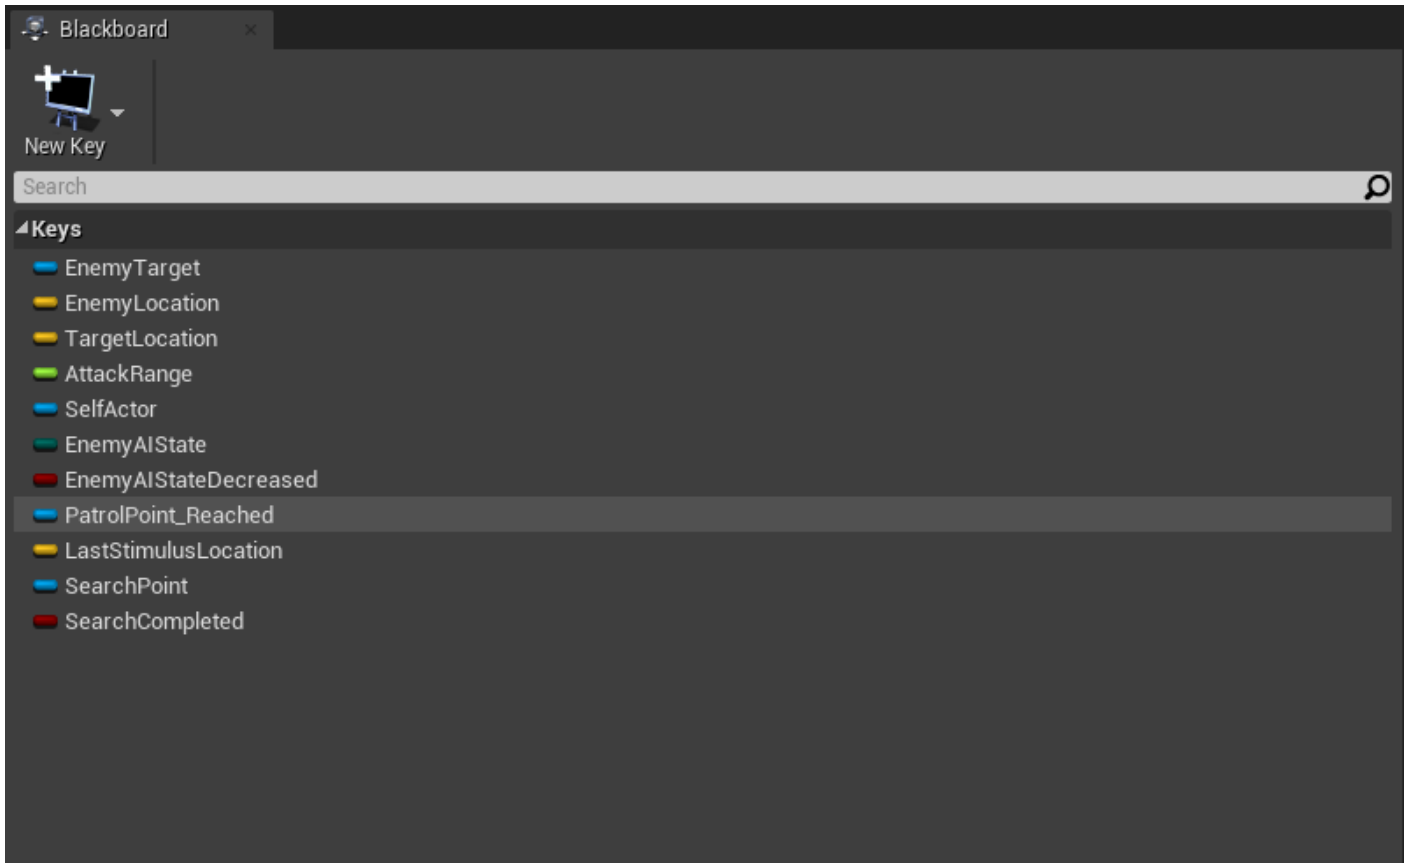 Blackboard
New Key
Search
Keys
EnemyTarget
EnemyLocation
TargetLocation
AttackRange
SelfActor
EnemyAIState
EnemyAIStateDecreased
PatrolPoint_Reached
LastStimulusLocation
SearchPoint
SearchCompleted